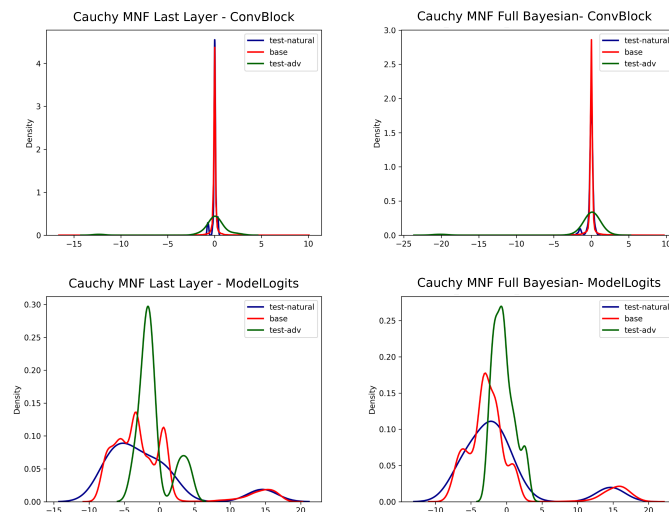 Cauchy MNF Last Layer - ConvBlock
test-natural
base
test-adv
Density
4
3
2
1
0
−15
−10
−5
0
5
10
Cauchy MNF Full Bayesian- ConvBlock
test-natural
base
test-adv
Density
3.0
2.5
2.0
1.5
1.0
0.5
0.0
−25
−20
−15
−10
−5
0
5
10
Cauchy MNF Last Layer - ModelLogits
test-natural
base
test-adv
Density
0.30
0.25
0.20
0.15
0.10
0.05
0.00
−15
−10
−5
0
5
10
15
20
Cauchy MNF Full Bayesian- ModelLogits
test-natural
base
test-adv
Density
0.25
0.20
0.15
0.10
0.05
0.00
−10
−5
0
5
10
15
20